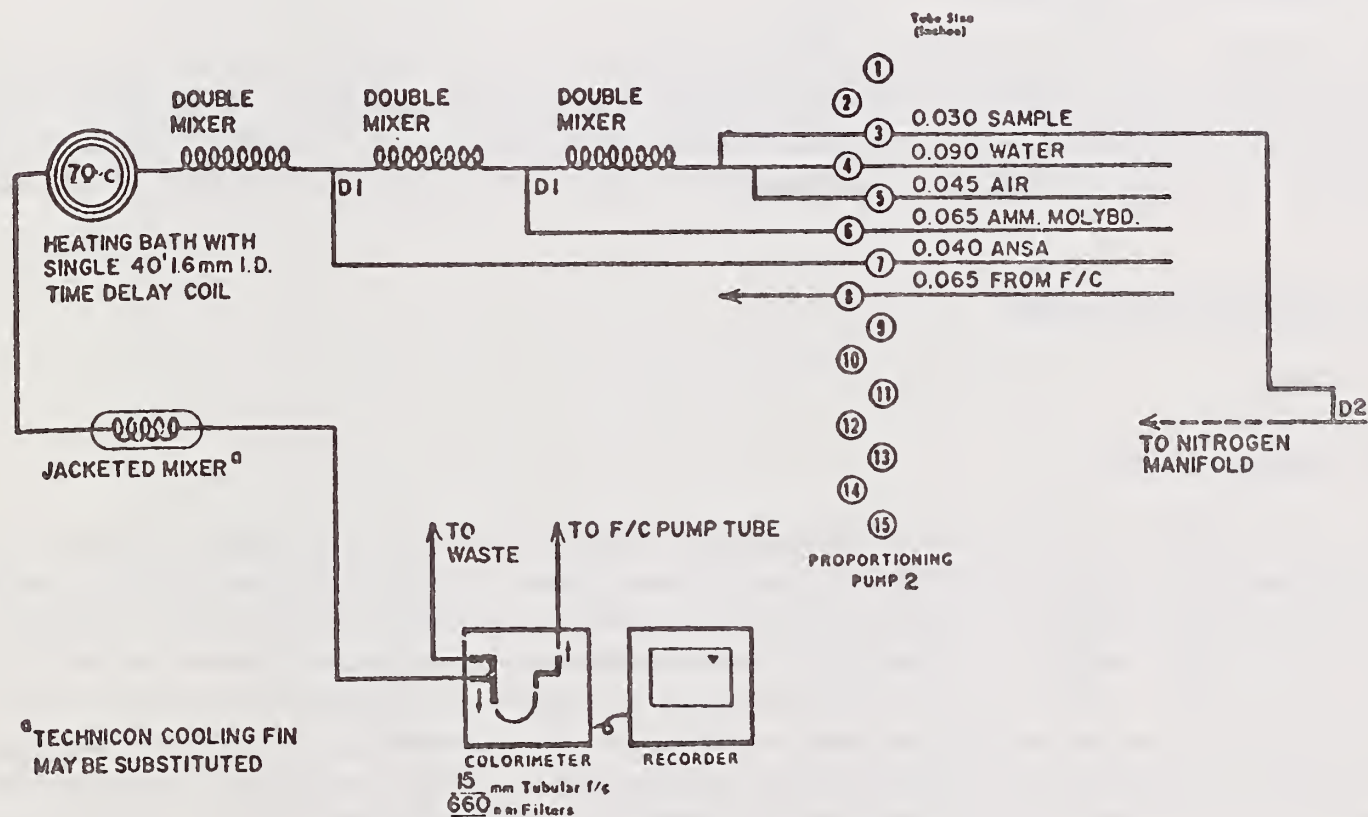 Tube Size
(Inches)
1
2
DOUBLE MIXER
DOUBLE MIXER
DOUBLE MIXER
3 0.030 SAMPLE
4 0.090 WATER
5 0.045 AIR
6 0.065 AMM. MOLYBD.
7 0.040 ANSA
8 0.065 FROM F/C
9
10
11
12
13
14
15
PROPORTIONING
PUMP 2
70°C
D1
D1
HEATING BATH WITH
SINGLE 40' 1.6mm I.D.
TIME DELAY COIL
D2
TO NITROGEN
MANIFOLD
JACKETED MIXER a
TO
WASTE
TO F/C PUMP TUBE
COLORIMETER
15 mm Tubular f/c
660 nm Filters
RECORDER
a TECHNICON COOLING FIN
MAY BE SUBSTITUTED